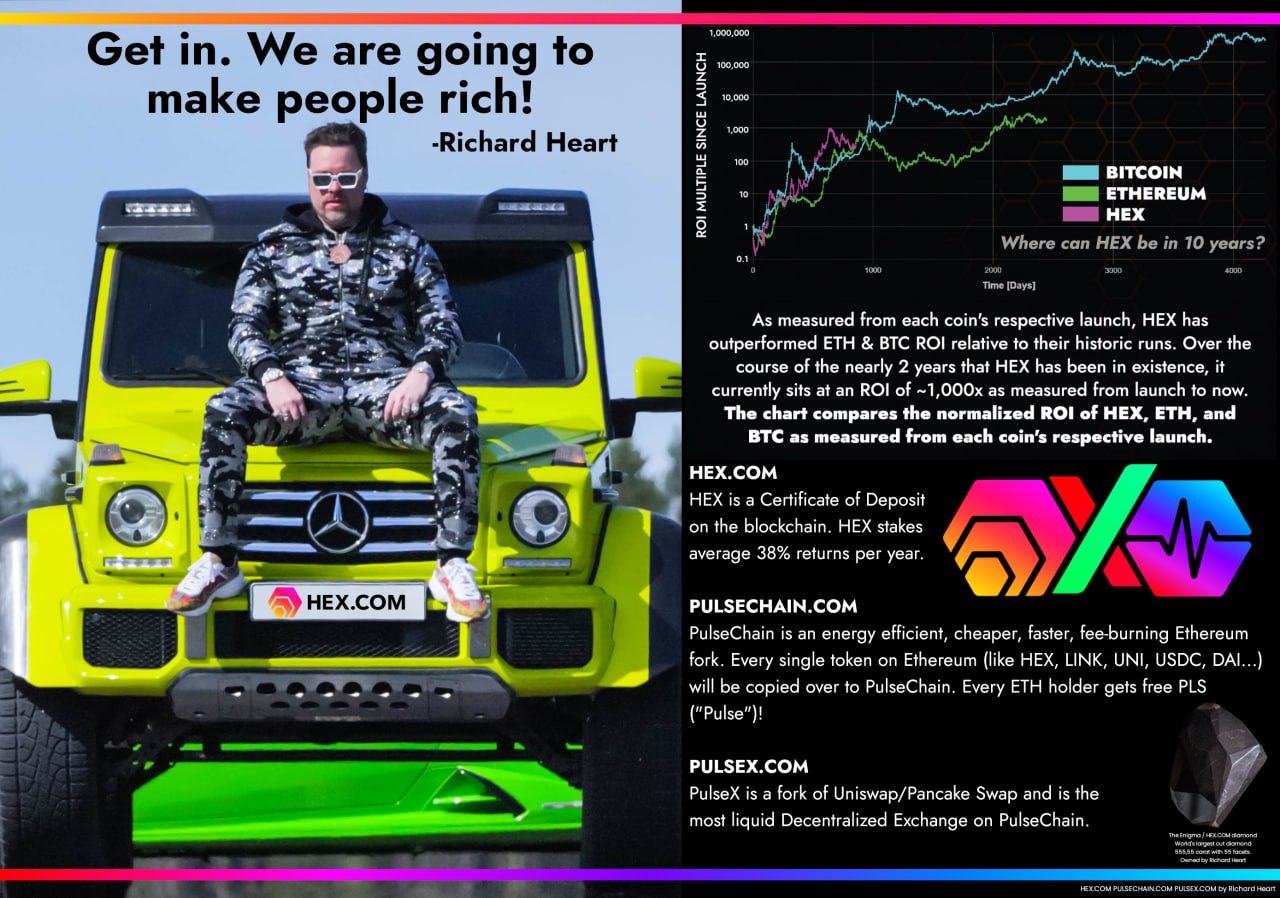 Get in. We are going to
make people rich!
-Richard Heart
HEX.COM
ROI MULTIPLE SINCE LAUNCH
1,000,000
100,000
10,000
1,000
100
10
1
0.1
0 1000 2000 3000 4000
Time [Days]
BITCOIN
ETHEREUM
HEX
Where can HEX be in 10 years?
As measured from each coin's respective launch, HEX has
outperformed ETH & BTC ROI relative to their historic runs. Over the
course of the nearly 2 years that HEX has been in existence, it
currently sits at an ROI of ~1,000x as measured from launch to now.
The chart compares the normalized ROI of HEX, ETH, and
BTC as measured from each coin's respective launch.
HEX.COM
HEX is a Certificate of Deposit
on the blockchain. HEX stakes
average 38% returns per year.
PULSECHAIN.COM
PulseChain is an energy efficient, cheaper, faster, fee-burning Ethereum
fork. Every single token on Ethereum (like HEX, LINK, UNI, USDC, DAI...)
will be copied over to PulseChain. Every ETH holder gets free PLS
("Pulse")!
PULSEX.COM
PulseX is a fork of Uniswap/Pancake Swap and is the
most liquid Decentralized Exchange on PulseChain.
The Enigma / HEX.COM diamond
World's largest cut diamond
555,55 carat with 55 facets.
Owned by Richard Heart
HEX.COM PULSECHAIN.COM PULSEX.COM by Richard Heart